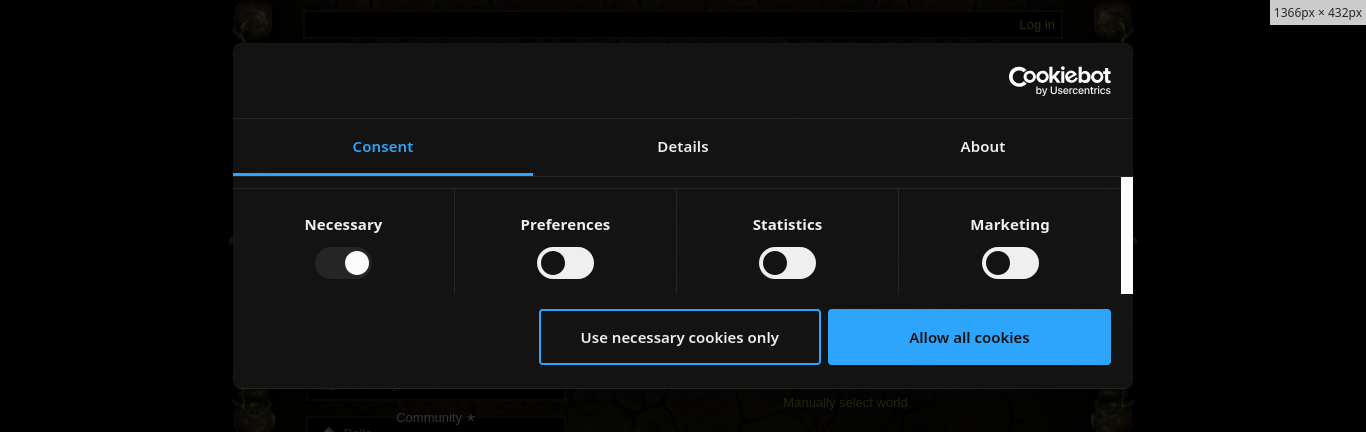 1366px × 432px
Log in
Cookiebot
by Usercentrics
Consent Details About
Necessary Preferences Statistics Marketing
Use necessary cookies only Allow all cookies
Manually select world
Community *
Polls